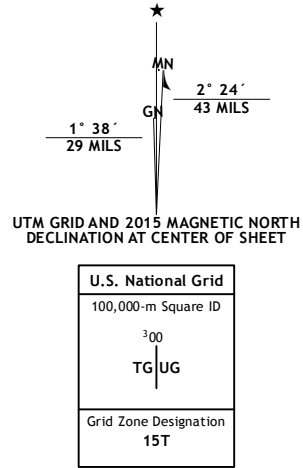 ★
MN
2° 24´
43 MILS
GN
1° 38´
29 MILS
UTM GRID AND 2015 MAGNETIC NORTH
DECLINATION AT CENTER OF SHEET
U.S. National Grid
100,000-m Square ID
³00
TG UG
Grid Zone Designation
15T